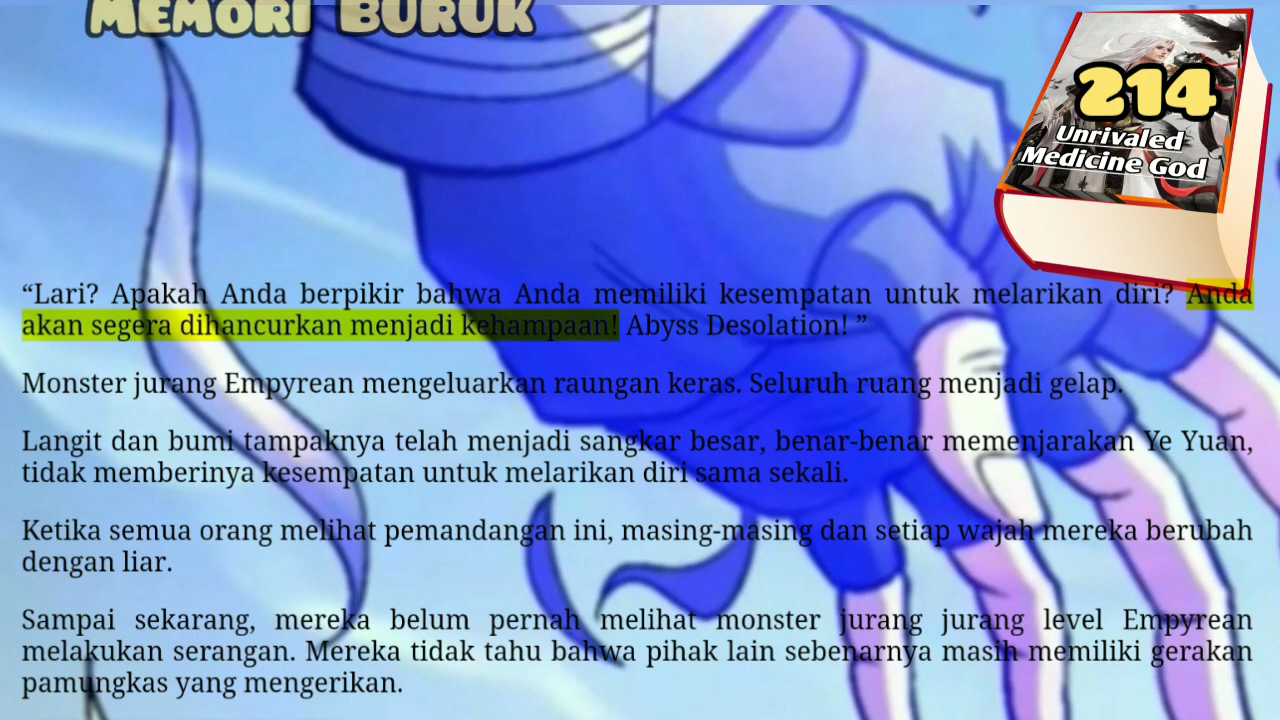 MEMORI BURUK
214
Unrivaled
Medicine God
“Lari? Apakah Anda berpikir bahwa Anda memiliki kesempatan untuk melarikan diri? Anda
akan segera dihancurkan menjadi kehampaan! Abyss Desolation! ”
Monster jurang Empyrean mengeluarkan raungan keras. Seluruh ruang menjadi gelap.
Langit dan bumi tampaknya telah menjadi sangkar besar, benar-benar memenjarakan Ye Yuan,
tidak memberinya kesempatan untuk melarikan diri sama sekali.
Ketika semua orang melihat pemandangan ini, masing-masing dan setiap wajah mereka berubah
dengan liar.
Sampai sekarang, mereka belum pernah melihat monster jurang jurang level Empyrean
melakukan serangan. Mereka tidak tahu bahwa pihak lain sebenarnya masih memiliki gerakan
pamungkas yang mengerikan.